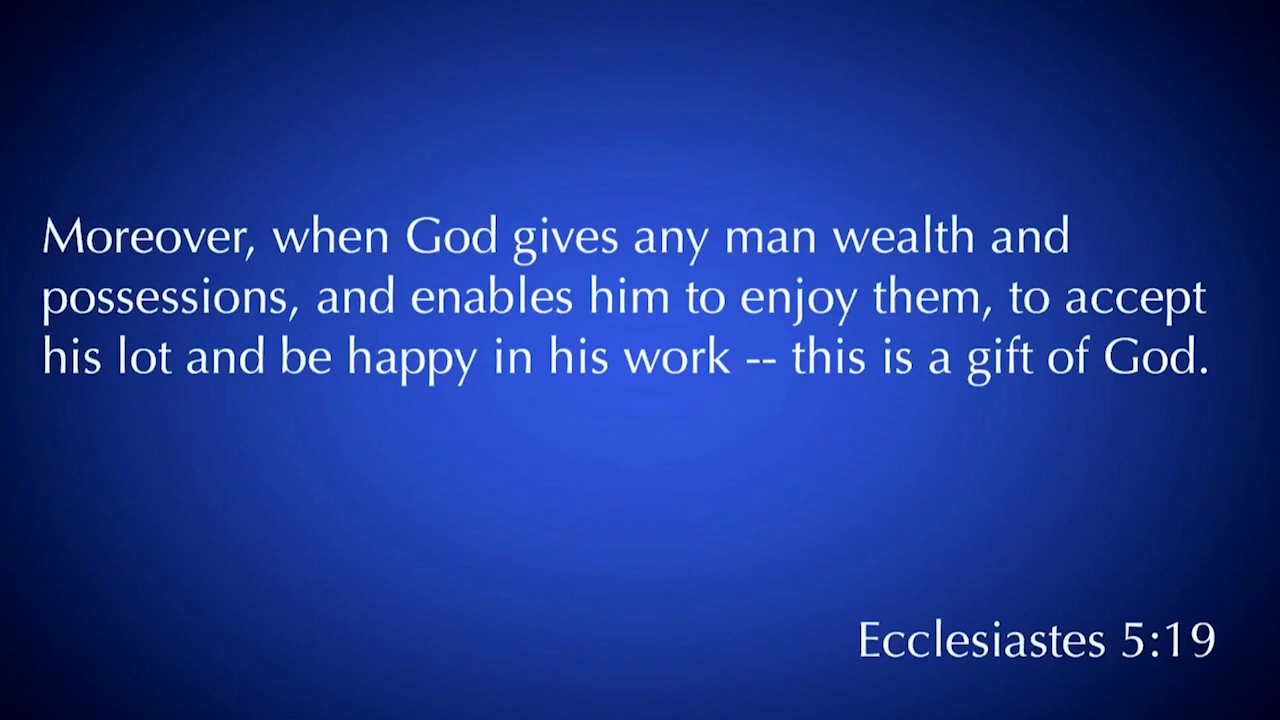 Moreover, when God gives any man wealth and
possessions, and enables him to enjoy them, to accept
his lot and be happy in his work -- this is a gift of God.
Ecclesiastes 5:19